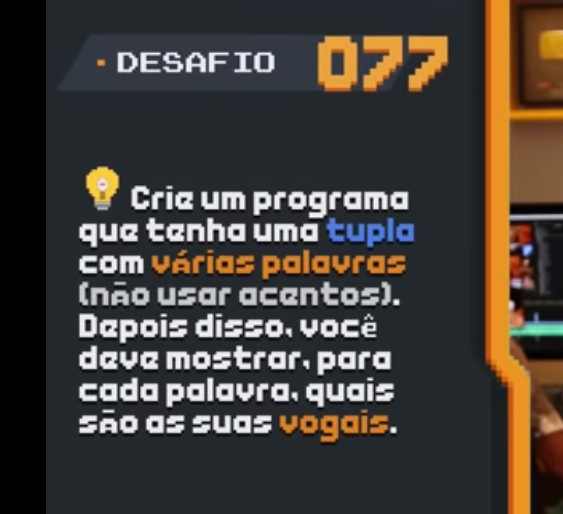 DESAFIO 077
Crie um programa
que tenha uma tupla
com várias palavras
(não usar acentos).
Depois disso, você
deve mostrar, para
cada palavra, quais
são as suas vogais.